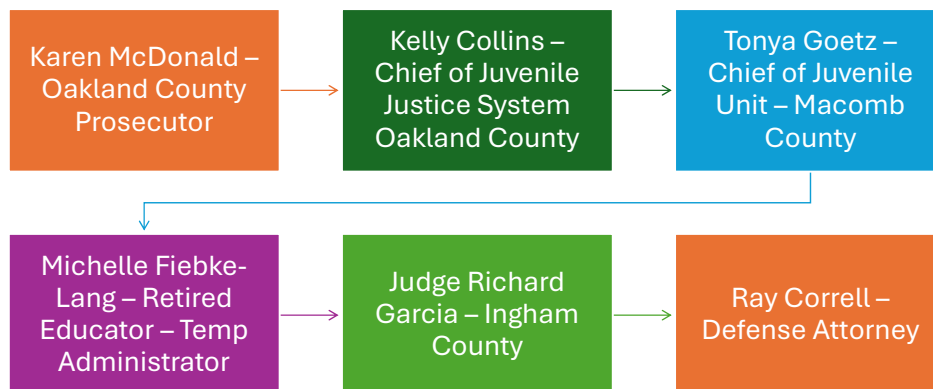 Karen McDonald –
Oakland County
Prosecutor
Kelly Collins –
Chief of Juvenile
Justice System
Oakland County
Tonya Goetz –
Chief of Juvenile
Unit – Macomb
County
Michelle Fiebke-
Lang – Retired
Educator – Temp
Administrator
Judge Richard
Garcia – Ingham
County
Ray Correll –
Defense Attorney